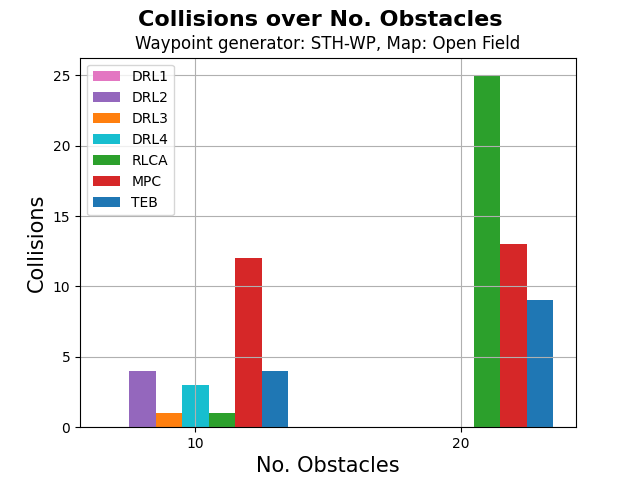 Collisions over No. Obstacles
Waypoint generator: STH-WP, Map: Open Field
Collisions
25
20
15
10
5
0
DRL1
DRL2
DRL3
DRL4
RLCA
MPC
TEB
10
20
No. Obstacles